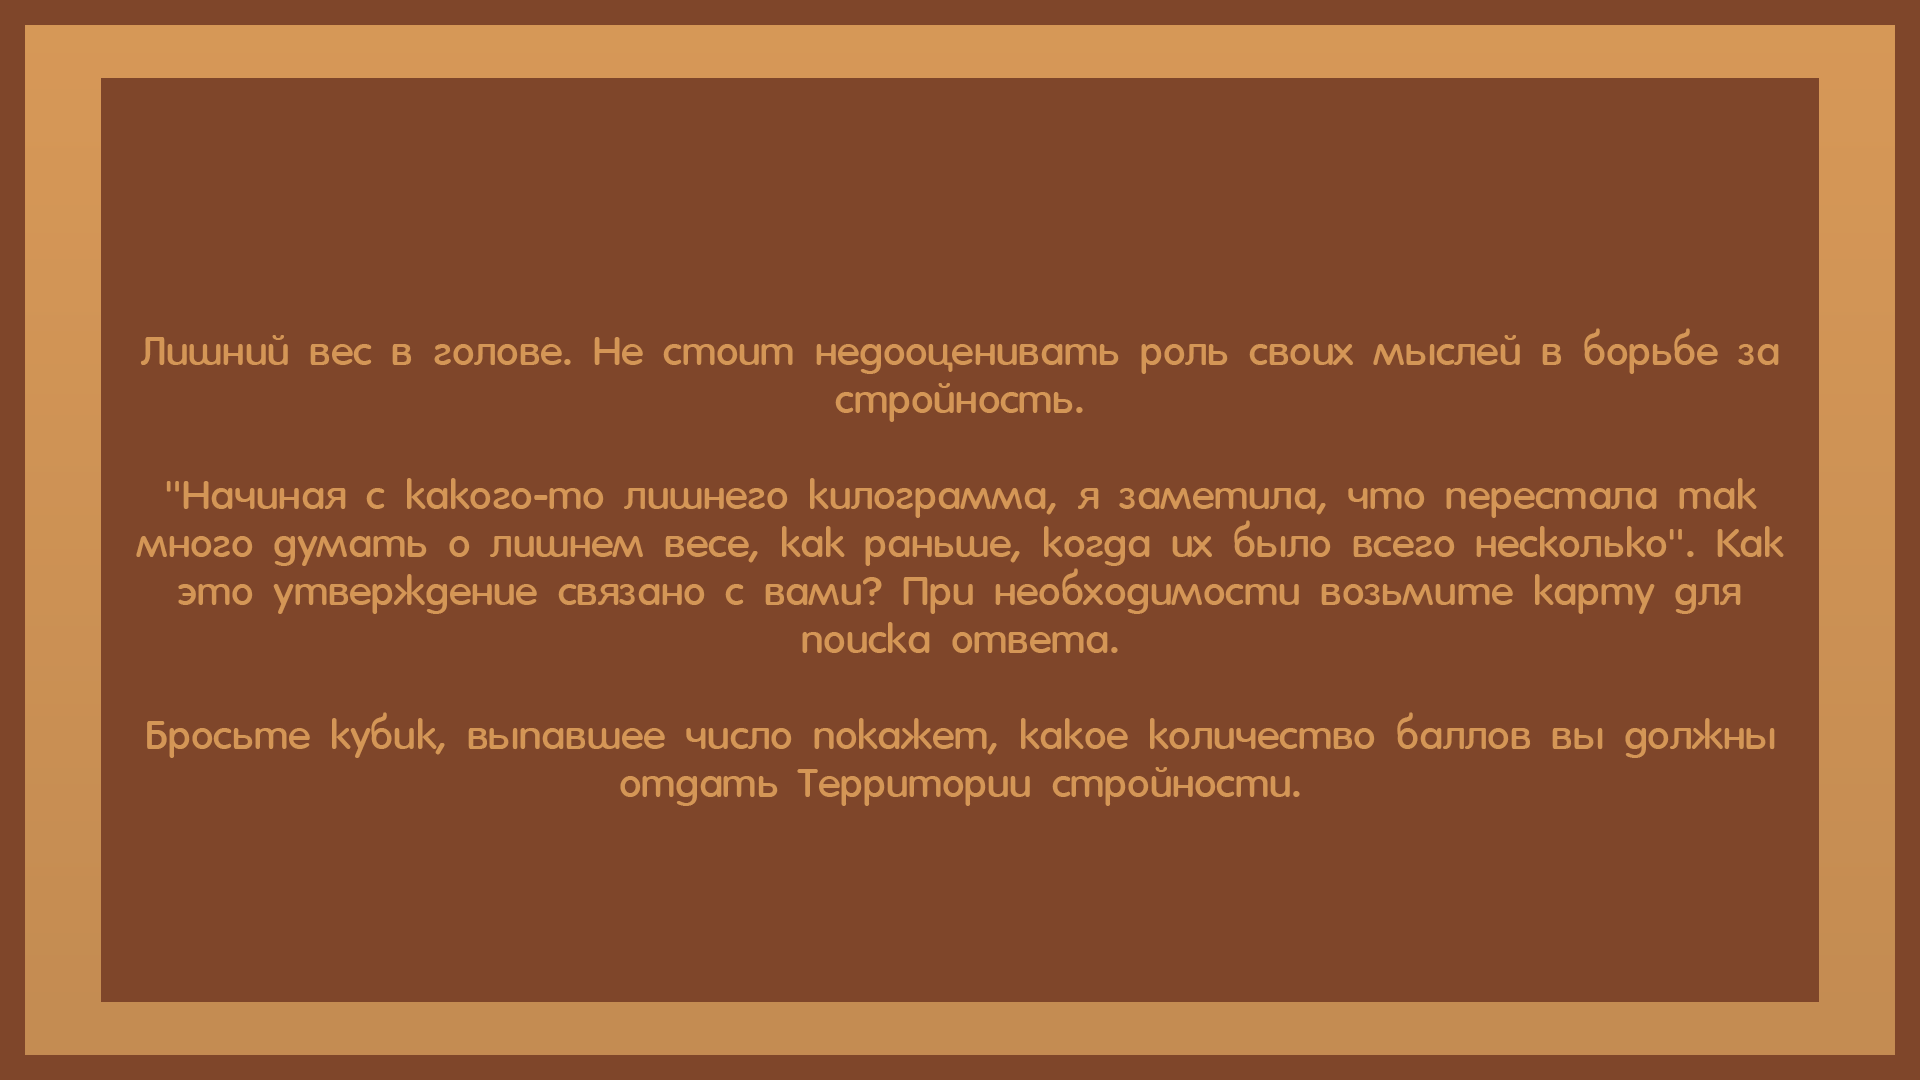 Лишний вес в голове. Не стоит недооценивать роль своих мыслей в борьбе за
стройность.
"Начиная с какого-то лишнего килограмма, я заметила, что перестала так
много думать о лишнем весе, как раньше, когда их было всего несколько". Как
это утверждение связано с вами? При необходимости возьмите карту для
поиска ответа.
Бросьте кубик, выпавшее число покажет, какое количество баллов вы должны
отдать Территории стройности.